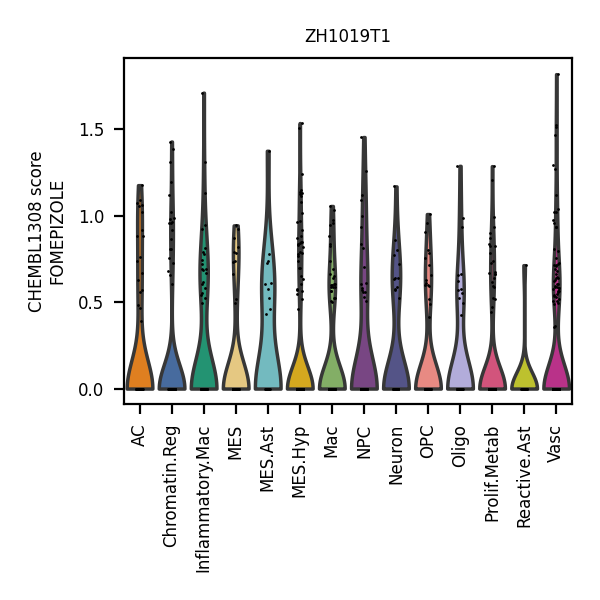 ZH1019T1
CHEMBL1308 score
FOMEPIZOLE
1.5
1.0
0.5
0.0
AC
Chromatin.Reg
Inflammatory.Mac
MES
MES.Ast
MES.Hyp
Mac
NPC
Neuron
OPC
Oligo
Prolif.Metab
Reactive.Ast
Vasc